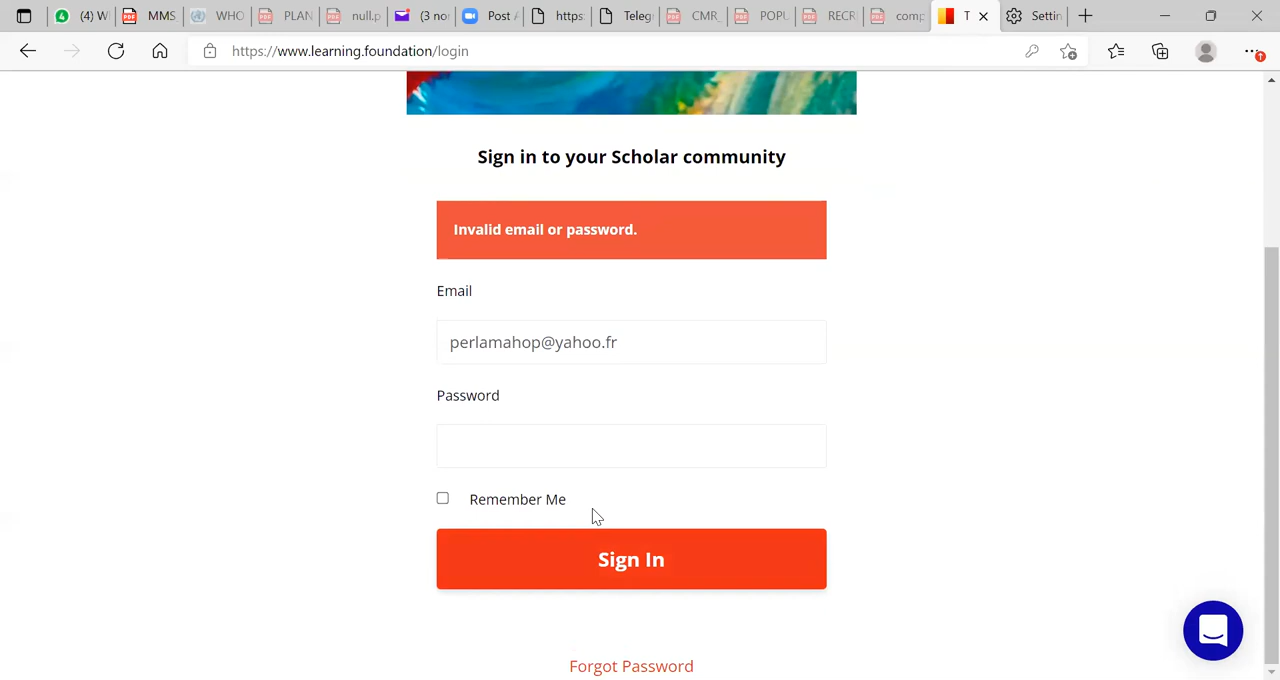 (4) W
MMS
WHO
PLAN
null.p
(3 no
Post
https:
Telegr
CMR_
POPU
RECR
comp
T
Settin
https://www.learning.foundation/login
Sign in to your Scholar community
Invalid email or password.
Email
perlamahop@yahoo.fr
Password
Remember Me
Sign In
Forgot Password